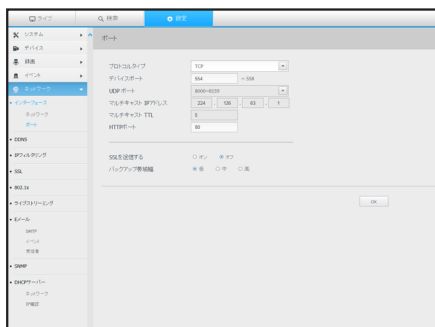 ライブ
検索
設定
システム
デバイス
録画
イベント
ネットワーク
インターフェース
ネットワーク
ポート
DDNS
IPフィルタリング
SSL
802.1x
ライブストリーミング
Eメール
SMTP
イベント
受信者
SNMP
DHCPサーバー
ネットワーク
IP確認
ポート
プロトコルタイプ TCP
デバイスポート 554 ~ 558
UDP ポート 8000~8159
マルチキャスト IPアドレス 224 . 126 . 63 . 1
マルチキャスト TTL 5
HTTPポート 80
SSLを送信する オン オフ
バックアップ帯域幅 低 中 高
OK